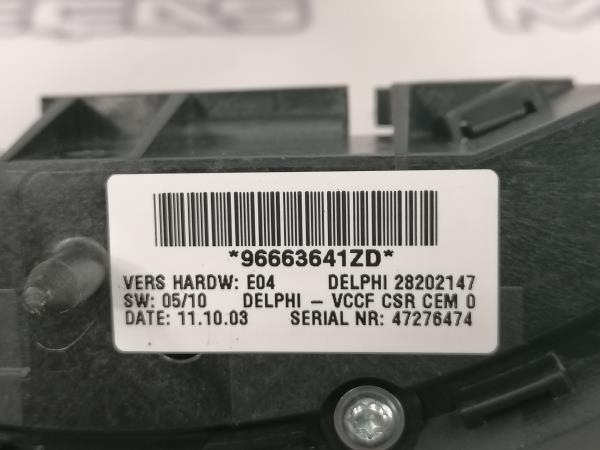 *96663641ZD*
VERS HARDW: E04 DELPHI 28202147
SW: 05/10 DELPHI - VCCF CSR CEM 0
DATE: 11.10.03 SERIAL NR: 47276474